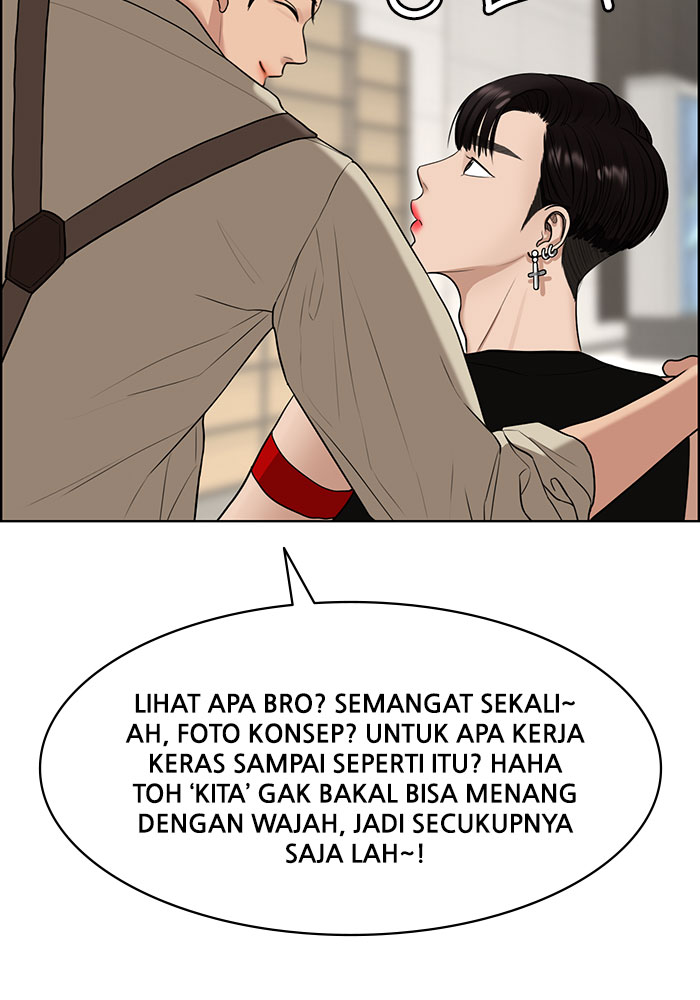 LIHAT APA BRO? SEMANGAT SEKALI~
AH, FOTO KONSEP? UNTUK APA KERJA
KERAS SAMPAI SEPERTI ITU? HAHA
TOH ‘KITA’ GAK BAKAL BISA MENANG
DENGAN WAJAH, JADI SECUKUPNYA
SAJA LAH~!